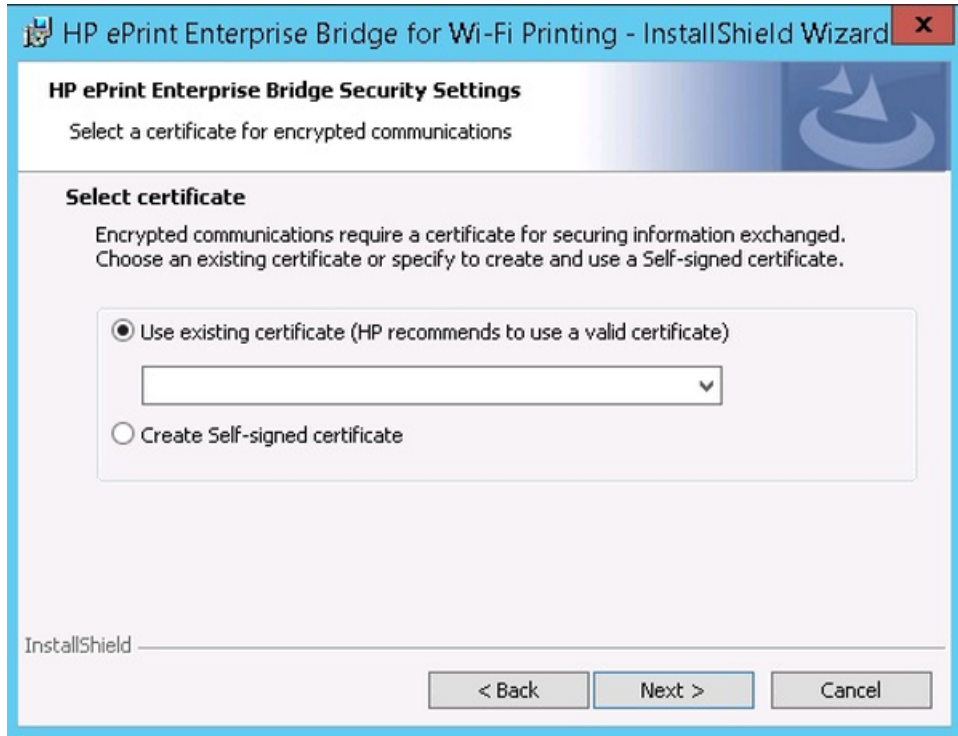 HP ePrint Enterprise Bridge for Wi-Fi Printing - InstallShield Wizard
x
HP ePrint Enterprise Bridge Security Settings
Select a certificate for encrypted communications
Select certificate
Encrypted communications require a certificate for securing information exchanged.
Choose an existing certificate or specify to create and use a Self-signed certificate.
Use existing certificate (HP recommends to use a valid certificate)
Create Self-signed certificate
InstallShield
< Back
Next >
Cancel